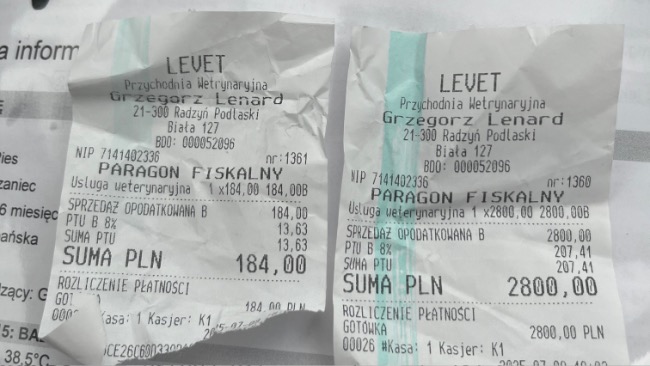 a inform
Pies
zaniec
6 miesięc
ańska
zący: G
38,5°C
LEVET
Przychodnia Wetrynaryjna
Grzegorz Lenard
21-300 Radzyń Podlaski
Biała 127
BDO: 000052096
NIP 7141402336 nr:1361
PARAGON FISKALNY
Usługa weterynaryjna 1 x184,00 184,00B
SPRZEDAŻ OPODATKOWANA B 184,00
PTU B 8% 13,63
SUMA PTU 13,63
SUMA PLN 184,00
ROZLICZENIE PŁATNOŚCI
184,00 PLN
Kasa: 1 Kasjer: K1
LEVET
Przychodnia Wetrynaryjna
Grzegorz Lenard
21-300 Radzyń Podlaski
Biała 127
BDO: 000052096
NIP 7141402336 nr:1360
PARAGON FISKALNY
Usługa weterynaryjna 1 x2800,00 2800,00B
SPRZEDAŻ OPODATKOWANA B 2800,00
PTU B 8% 207,41
SUMA PTU 207,41
SUMA PLN 2800,00
ROZLICZENIE PŁATNOŚCI
GOTÓWKA 2800,00 PLN
00026 #Kasa: 1 Kasjer: K1